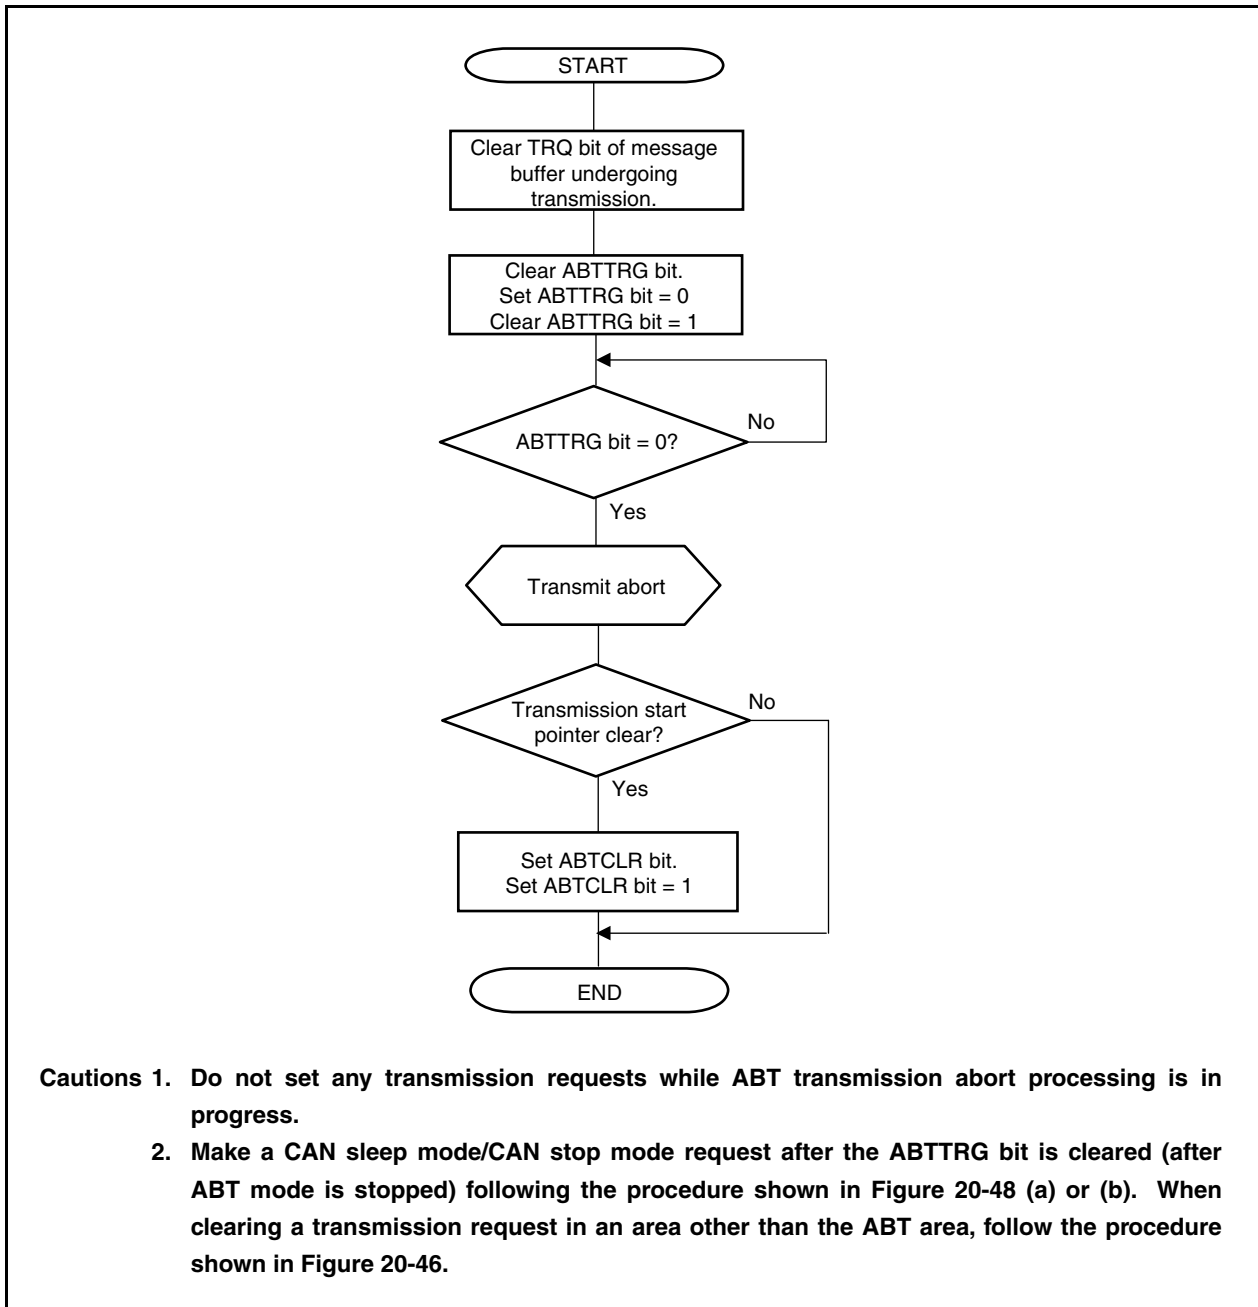 START
Clear TRQ bit of message
buffer undergoing
transmission.
Clear ABTTRG bit.
Set ABTTRG bit = 0
Clear ABTTRG bit = 1
No
ABTTRG bit = 0?
Yes
Transmit abort
No
Transmission start
pointer clear?
Yes
Set ABTCLR bit.
Set ABTCLR bit = 1
END
Cautions 1. Do not set any transmission requests while ABT transmission abort processing is in
progress.
2. Make a CAN sleep mode/CAN stop mode request after the ABTTRG bit is cleared (after
ABT mode is stopped) following the procedure shown in Figure 20-48 (a) or (b). When
clearing a transmission request in an area other than the ABT area, follow the procedure
shown in Figure 20-46.